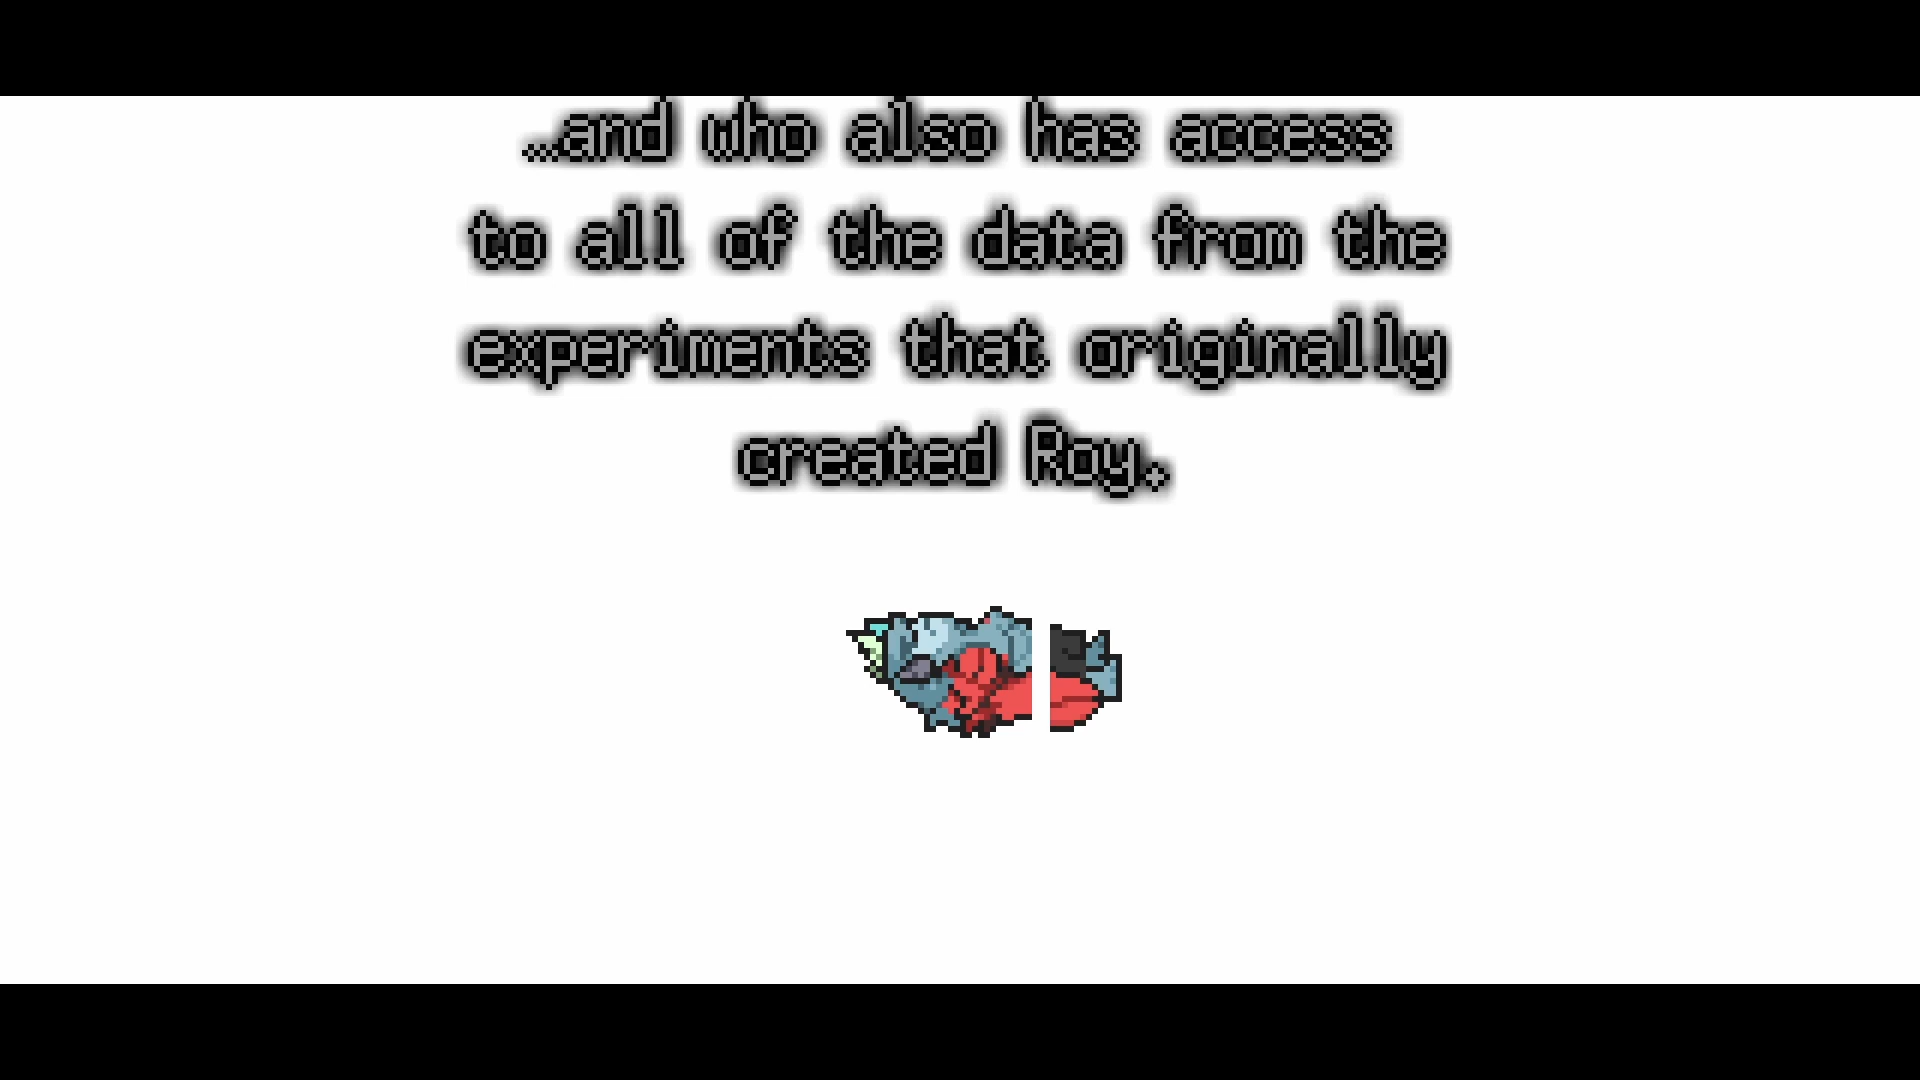 …and who also has access
to all of the data from the
experiments that originally
created Roy.